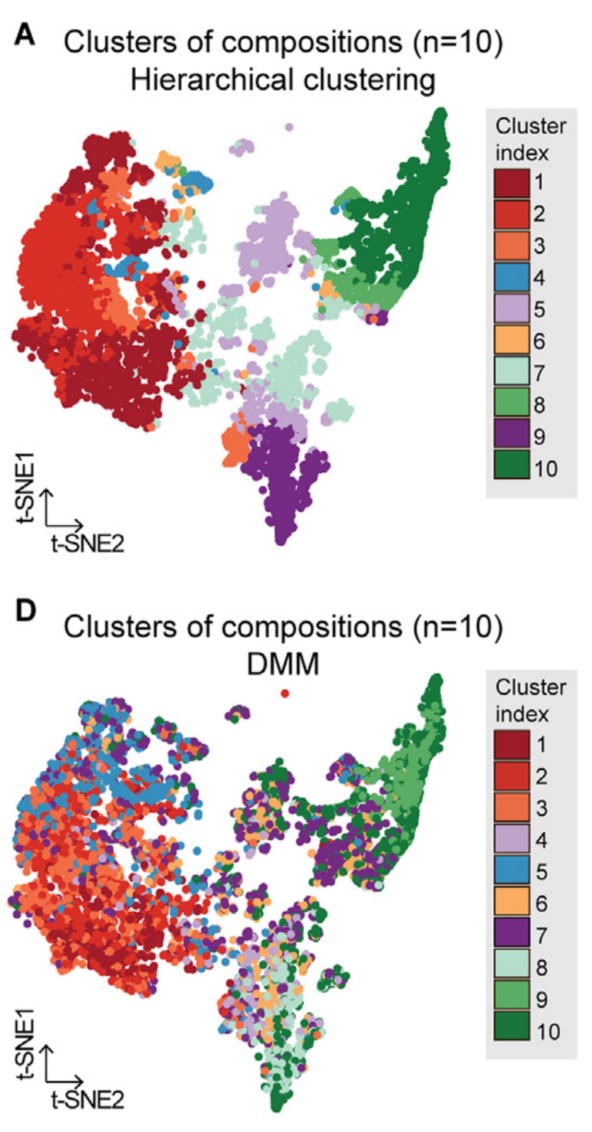 A
Clusters of compositions (n=10)
Hierarchical clustering
Cluster
index
1
2
3
4
5
6
7
8
9
10
t-SNE1
t-SNE2
D
Clusters of compositions (n=10)
DMM
Cluster
index
1
2
3
4
5
6
7
8
9
10
t-SNE1
t-SNE2